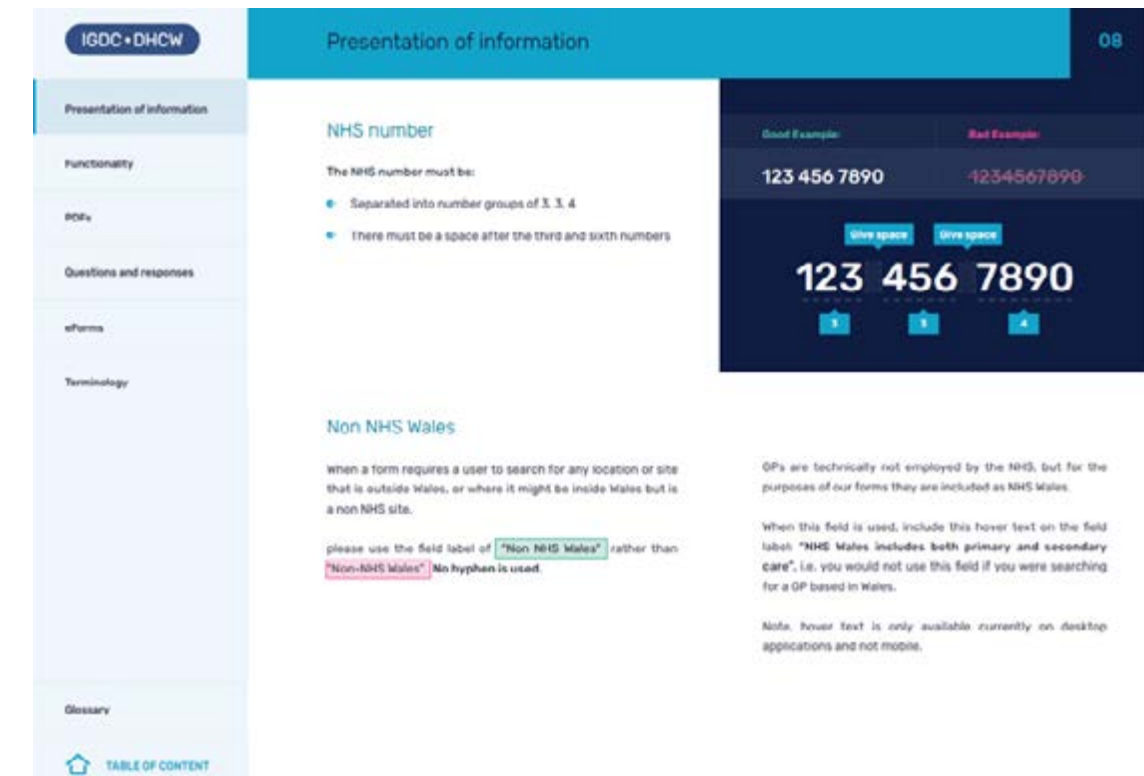 IGDC•DHCW
Presentation of information
08
Presentation of information
Functionality
PDFs
Questions and responses
eForms
Terminology
Glossary
TABLE OF CONTENT
NHS number
The NHS number must be:
Separated into number groups of 3, 3, 4
There must be a space after the third and sixth numbers
Good Example:
Bad Example:
123 456 7890
1234567890
Give space
Give space
123 456 7890
3
3
4
Non NHS Wales
When a form requires a user to search for any location or site
that is outside Wales, or where it might be inside Wales but is
a non NHS site.
please use the field label of "Non NHS Wales" rather than
"Non-NHS Wales". No hyphen is used.
GPs are technically not employed by the NHS, but for the
purposes of our forms they are included as NHS Wales.
When this field is used, include this hover text on the field
label: "NHS Wales includes both primary and secondary
care", i.e. you would not use this field if you were searching
for a GP based in Wales.
Note, hover text is only available currently on desktop
applications and not mobile.